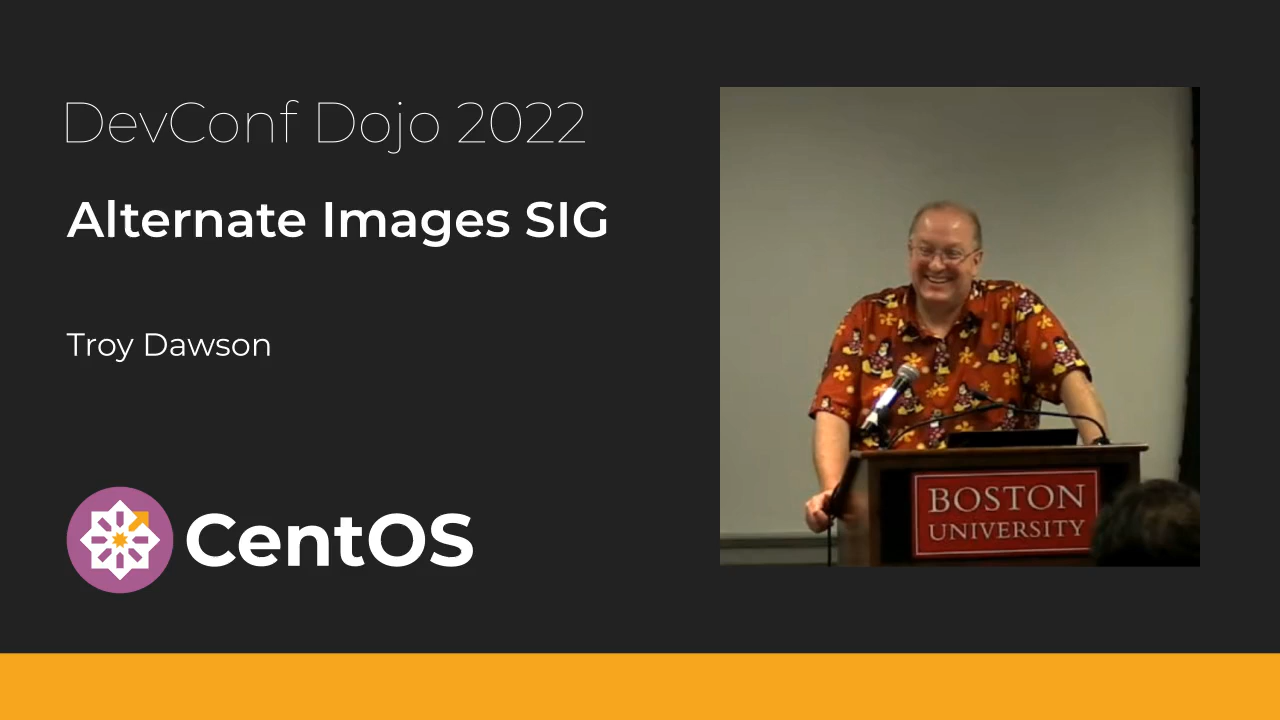 DevConf Dojo 2022
Alternate Images SIG
Troy Dawson
CentOS
BOSTON
UNIVERSITY